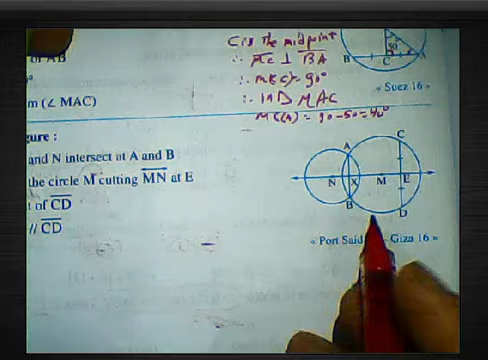 C is the midpoint
of AB
∴ MC ⊥ BA
∴ m(∠C) = 90°
∴ in Δ MAC
m(∠A) = 90 - 50 = 40°
m (∠ MAC)
50
B
C
A
« Suez 16 »
gure :
and N intersect at A and B
the circle M cutting MN at E
t of CD
// CD
C
A
N
X
M
E
B
D
« Port Said
Giza 16 »